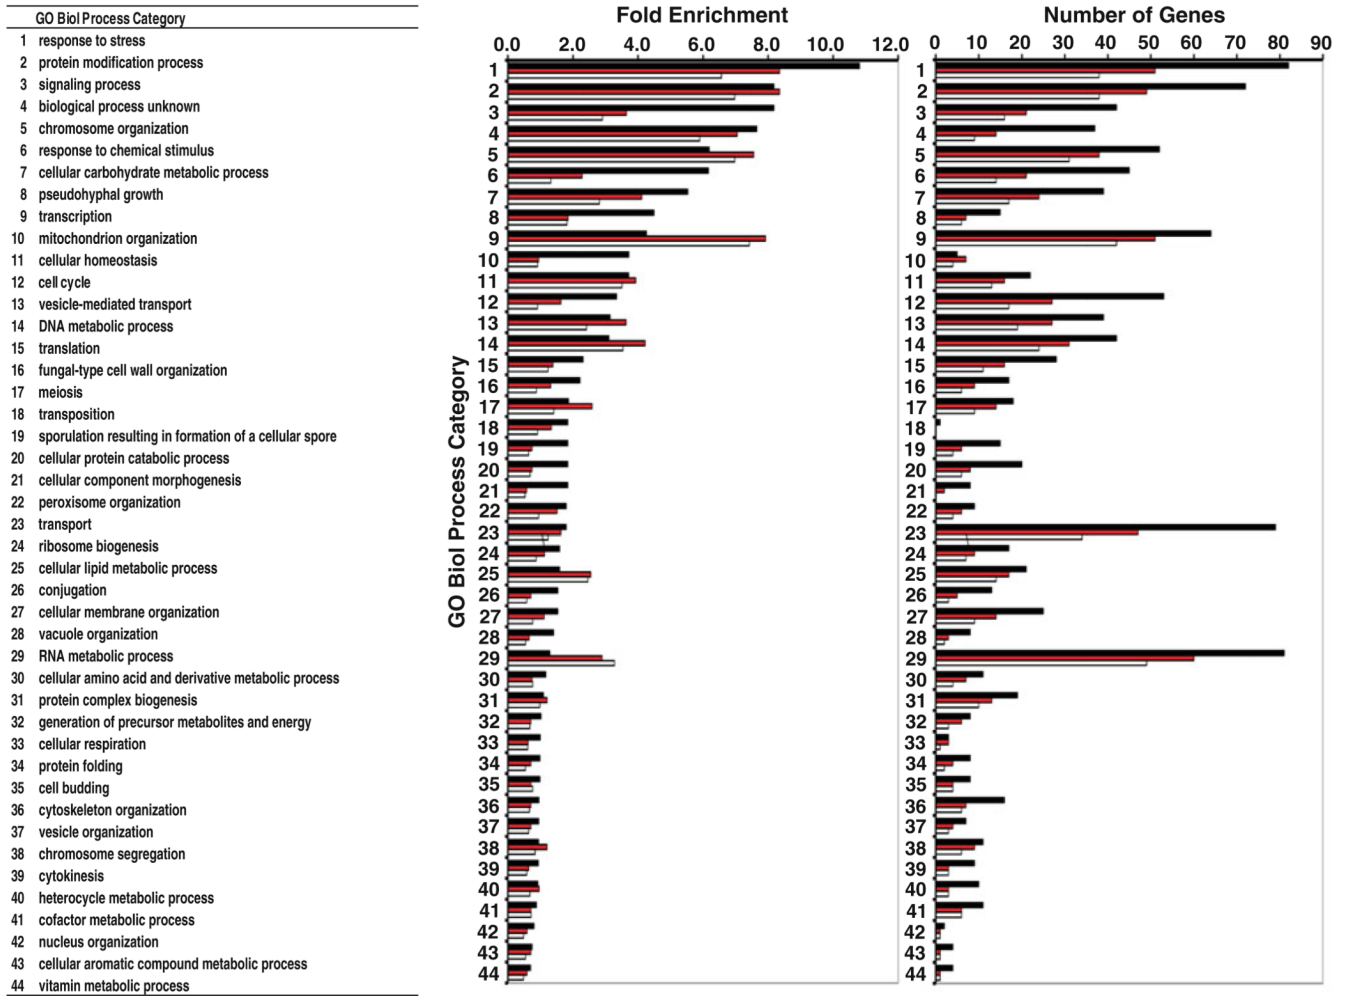 GO Biol Process Category
1 response to stress
2 protein modification process
3 signaling process
4 biological process unknown
5 chromosome organization
6 response to chemical stimulus
7 cellular carbohydrate metabolic process
8 pseudohyphal growth
9 transcription
10 mitochondrion organization
11 cellular homeostasis
12 cell cycle
13 vesicle-mediated transport
14 DNA metabolic process
15 translation
16 fungal-type cell wall organization
17 meiosis
18 transposition
19 sporulation resulting in formation of a cellular spore
20 cellular protein catabolic process
21 cellular component morphogenesis
22 peroxisome organization
23 transport
24 ribosome biogenesis
25 cellular lipid metabolic process
26 conjugation
27 cellular membrane organization
28 vacuole organization
29 RNA metabolic process
30 cellular amino acid and derivative metabolic process
31 protein complex biogenesis
32 generation of precursor metabolites and energy
33 cellular respiration
34 protein folding
35 cell budding
36 cytoskeleton organization
37 vesicle organization
38 chromosome segregation
39 cytokinesis
40 heterocycle metabolic process
41 cofactor metabolic process
42 nucleus organization
43 cellular aromatic compound metabolic process
44 vitamin metabolic process
Fold Enrichment
0.0 2.0 4.0 6.0 8.0 10.0 12.0
GO Biol Process Category
1
2
3
4
5
6
7
8
9
10
11
12
13
14
15
16
17
18
19
20
21
22
23
24
25
26
27
28
29
30
31
32
33
34
35
36
37
38
39
40
41
42
43
44
Number of Genes
0 10 20 30 40 50 60 70 80 90
1
2
3
4
5
6
7
8
9
10
11
12
13
14
15
16
17
18
19
20
21
22
23
24
25
26
27
28
29
30
31
32
33
34
35
36
37
38
39
40
41
42
43
44